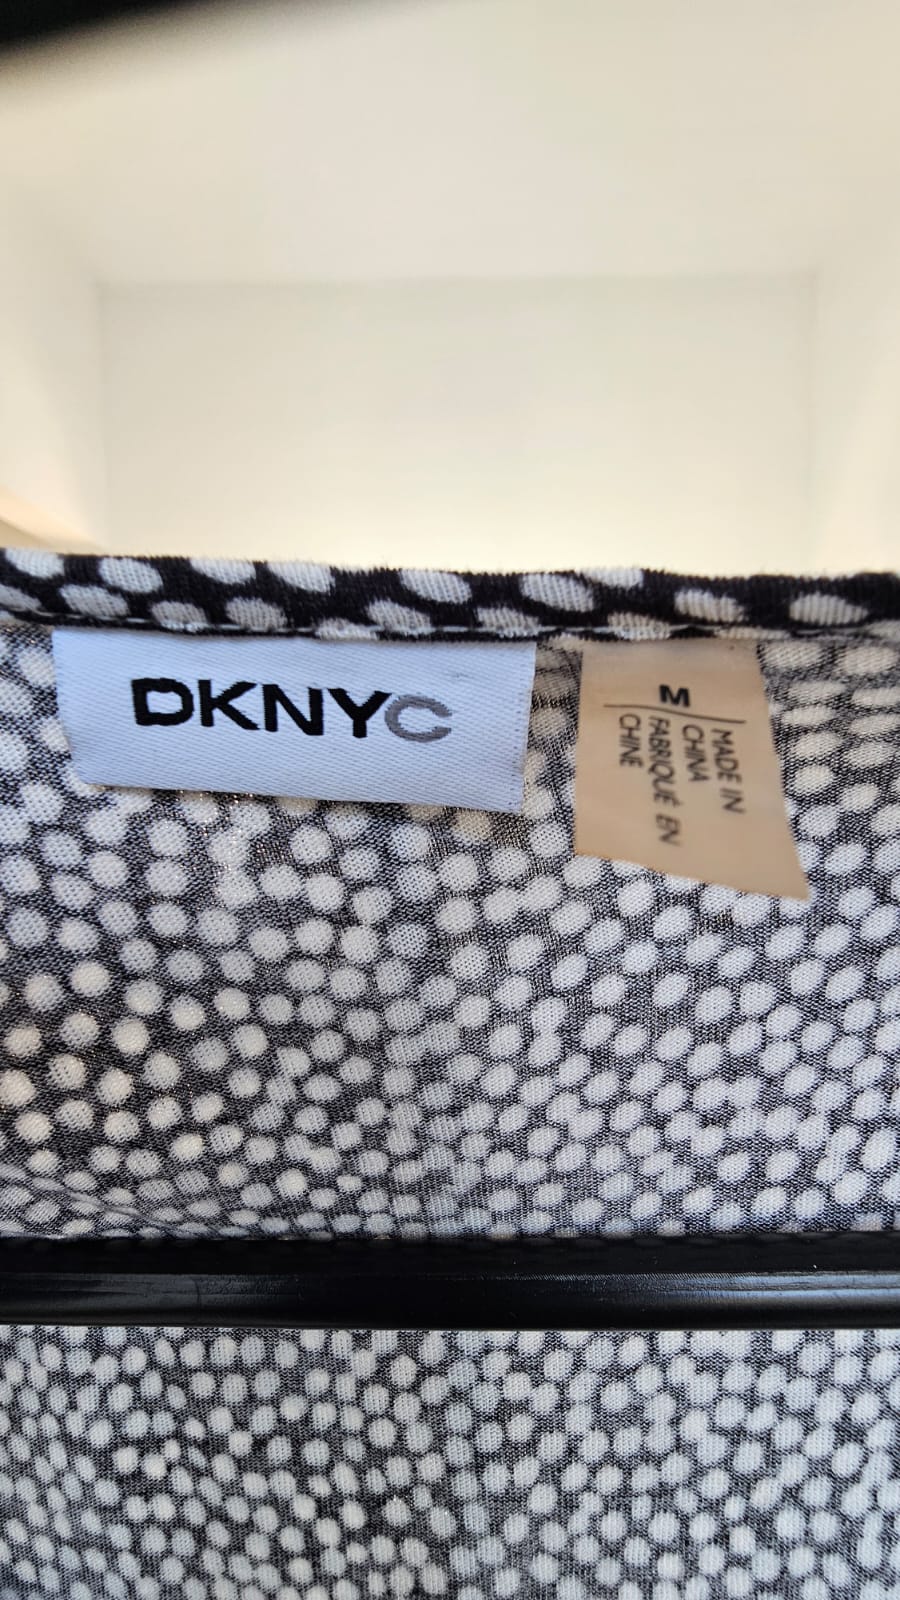 DKNYC
M
MADE IN
CHINA
FABRIQUÉ EN
CHINE